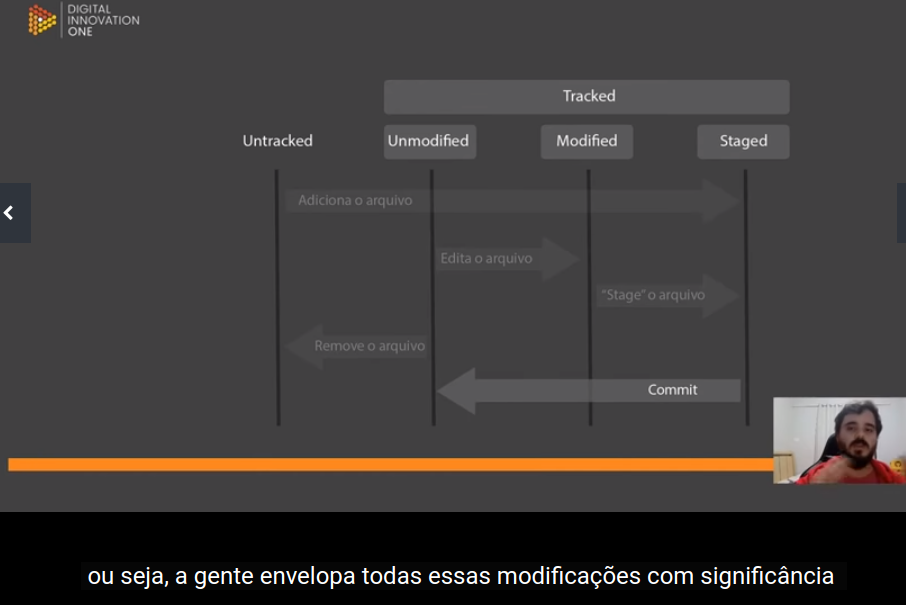 DIGITAL
INNOVATION
ONE
Tracked
Untracked
Unmodified
Modified
Staged
Adiciona o arquivo
Edita o arquivo
"Stage" o arquivo
Remove o arquivo
Commit
ou seja, a gente envelopa todas essas modificações com significância